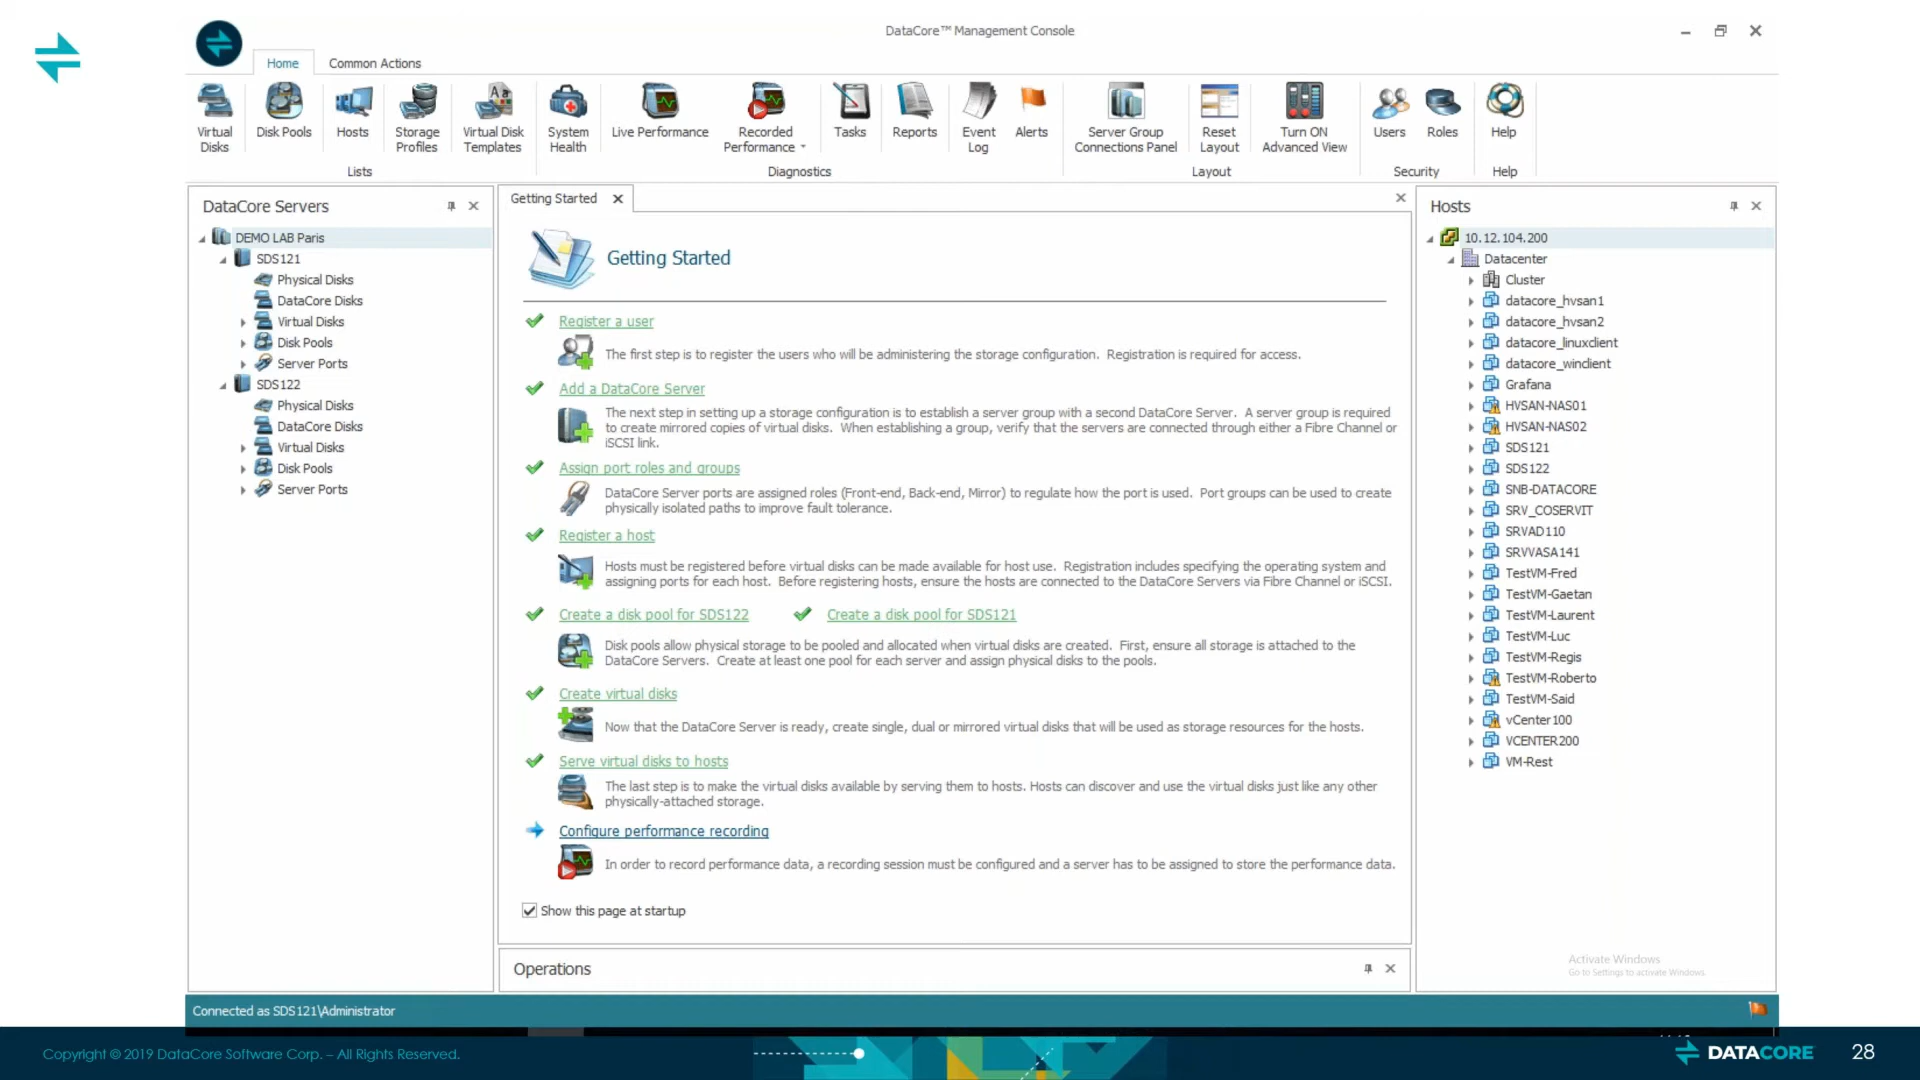 DataCore™ Management Console
Home
Common Actions
Virtual Disks
Disk Pools
Hosts
Storage Profiles
Virtual Disk Templates
System Health
Live Performance
Recorded Performance
Tasks
Reports
Event Log
Alerts
Server Group Connections Panel
Reset Layout
Turn ON Advanced View
Users
Roles
Help
Lists
Diagnostics
Layout
Security
Help
DataCore Servers
DEMO LAB Paris
SDS121
Physical Disks
DataCore Disks
Virtual Disks
Disk Pools
Server Ports
SDS122
Physical Disks
DataCore Disks
Virtual Disks
Disk Pools
Server Ports
Getting Started
Getting Started
Register a user
The first step is to register the users who will be administering the storage configuration. Registration is required for access.
Add a DataCore Server
The next step in setting up a storage configuration is to establish a server group with a second DataCore Server. A server group is required
to create mirrored copies of virtual disks. When establishing a group, verify that the servers are connected through either a Fibre Channel or
iSCSI link.
Assign port roles and groups
DataCore Server ports are assigned roles (Front-end, Back-end, Mirror) to regulate how the port is used. Port groups can be used to create
physically isolated paths to improve fault tolerance.
Register a host
Hosts must be registered before virtual disks can be made available for host use. Registration includes specifying the operating system and
assigning ports for each host. Before registering hosts, ensure the hosts are connected to the DataCore Servers via Fibre Channel or iSCSI.
Create a disk pool for SDS122
Create a disk pool for SDS121
Disk pools allow physical storage to be pooled and allocated when virtual disks are created. First, ensure all storage is attached to the
DataCore Servers. Create at least one pool for each server and assign physical disks to the pools.
Create virtual disks
Now that the DataCore Server is ready, create single, dual or mirrored virtual disks that will be used as storage resources for the hosts.
Serve virtual disks to hosts
The last step is to make the virtual disks available by serving them to hosts. Hosts can discover and use the virtual disks just like any other
physically-attached storage.
Configure performance recording
In order to record performance data, a recording session must be configured and a server has to be assigned to store the performance data.
Show this page at startup
Operations
Hosts
10.12.104.200
Datacenter
Cluster
datacore_hvsan1
datacore_hvsan2
datacore_linuxclient
datacore_winclient
Grafana
HVSAN-NAS01
HVSAN-NAS02
SDS121
SDS122
SNB-DATACORE
SRV_COSERVIT
SRVAD110
SRVVASA141
TestVM-Fred
TestVM-Gaetan
TestVM-Laurent
TestVM-Luc
TestVM-Regis
TestVM-Roberto
TestVM-Said
vCenter100
VCENTER200
VM-Rest
Activate Windows
Go to Settings to activate Windows.
Connected as SDS121\Administrator
Copyright © 2019 DataCore Software Corp. – All Rights Reserved.
DATACORE
28